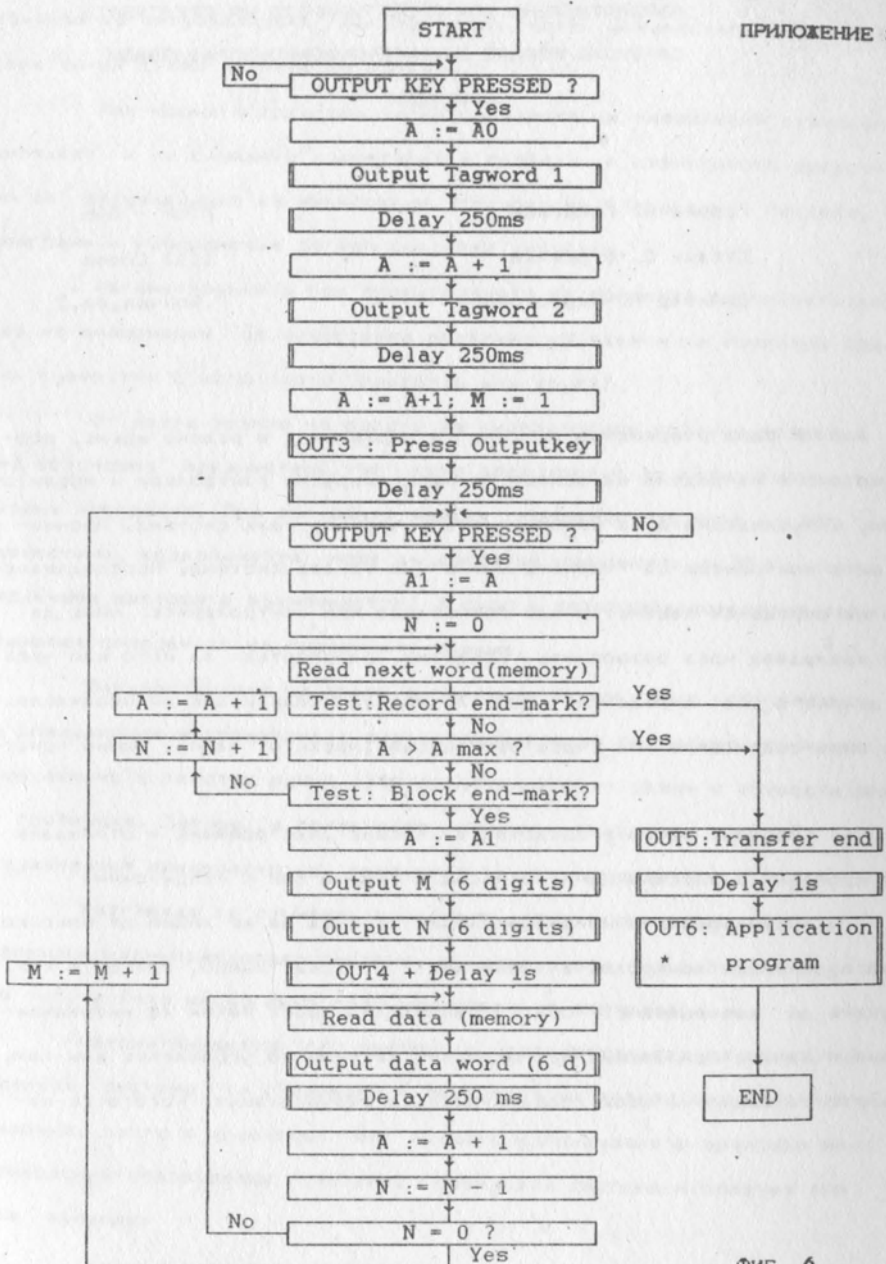 START
ПРИЛОЖЕНИЕ
No
OUTPUT KEY PRESSED ?
Yes
A := A0
Output Tagword 1
Delay 250ms
A := A + 1
Output Tagword 2
Delay 250ms
A := A+1; M := 1
OUT3 : Press Outputkey
Delay 250ms
OUTPUT KEY PRESSED ?
No
Yes
A1 := A
N := 0
Read next word(memory)
A := A + 1
Test:Record end-mark?
Yes
No
N := N + 1
A > A max?
Yes
No
No
Test: Block end-mark?
Yes
A := A1
OUT5:Transfer end
Output M (6 digits)
Delay 1s
Output N (6 digits)
OUT6: Application
* program
M := M + 1
OUT4 + Delay 1s
Read data (memory)
Output data word (6 d)
Delay 250 ms
END
A := A + 1
N := N - 1
No
N = 0 ?
Yes
ФИГ. 6